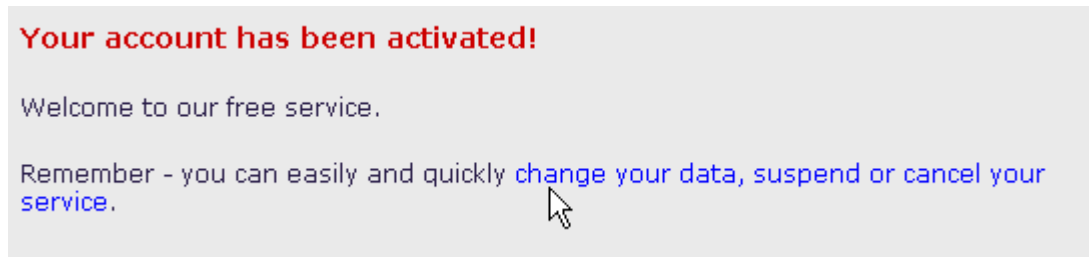 Your account has been activated!
Welcome to our free service.
Remember - you can easily and quickly change your data, suspend or cancel your
service.